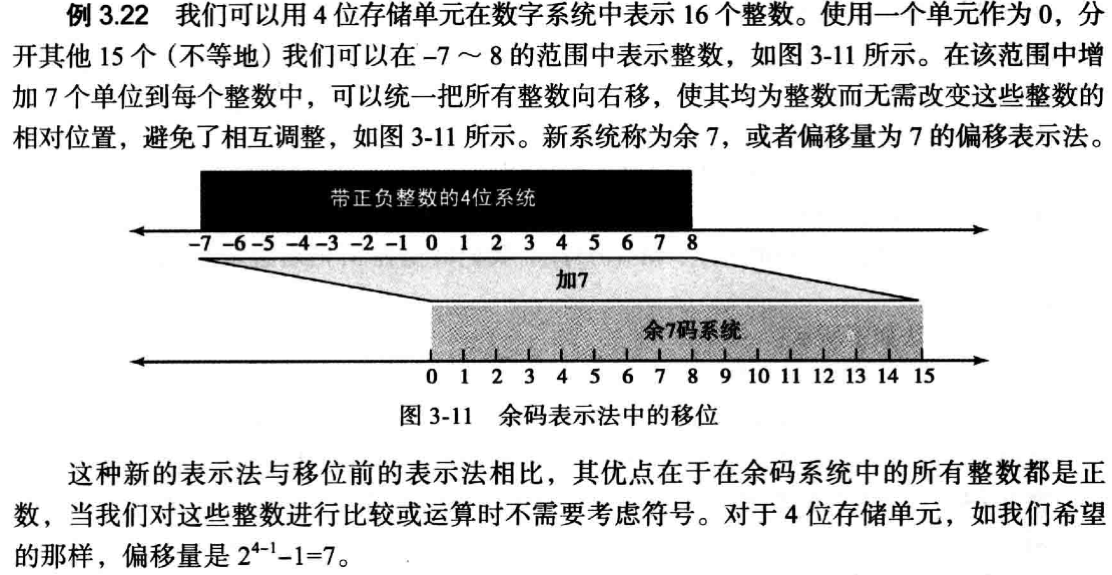 例 3.22 我们可以用 4 位存储单元在数字系统中表示 16 个整数。使用一个单元作为 0，分
开其他 15 个（不等地）我们可以在 –7 ～ 8 的范围中表示整数，如图 3-11 所示。在该范围中增
加 7 个单位到每个整数中，可以统一把所有整数向右移，使其均为整数而无需改变这些整数的
相对位置，避免了相互调整，如图 3-11 所示。新系统称为余 7，或者偏移量为 7 的偏移表示法。
带正负整数的4位系统
–7 –6 –5 –4 –3 –2 –1 0 1 2 3 4 5 6 7 8
加7
余7码系统
0 1 2 3 4 5 6 7 8 9 10 11 12 13 14 15
图 3-11 余码表示法中的移位
这种新的表示法与移位前的表示法相比，其优点在于在余码系统中的所有整数都是正
数，当我们对这些整数进行比较或运算时不需要考虑符号。对于 4 位存储单元，如我们希望
的那样，偏移量是 2⁴⁻¹–1=7。